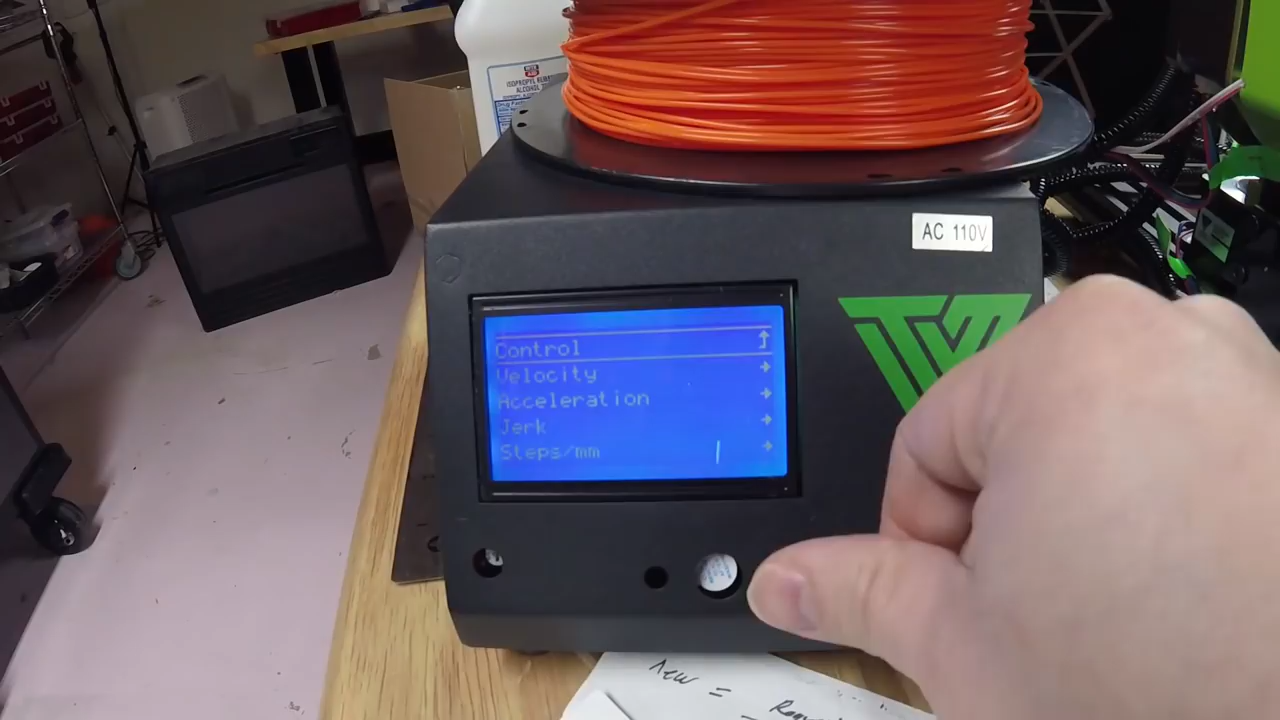 ISOPROPYL
ALCOHOL
AC 110V
Control
Velocity
Acceleration
Jerk
Steps/mm
New =